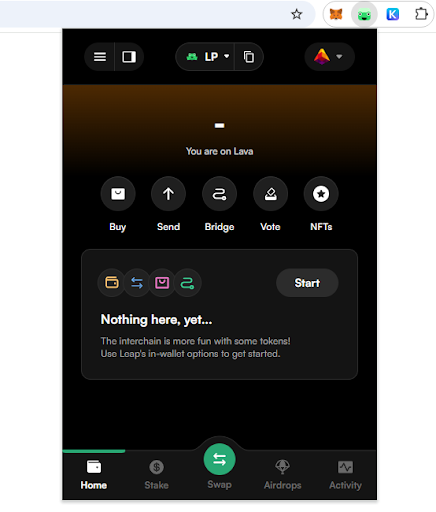 K
LP
-
You are on Lava
Buy
Send
Bridge
Vote
NFTs
Start
Nothing here, yet...
The interchain is more fun with some tokens!
Use Leap's in-wallet options to get started.
Home
Stake
Swap
Airdrops
Activity